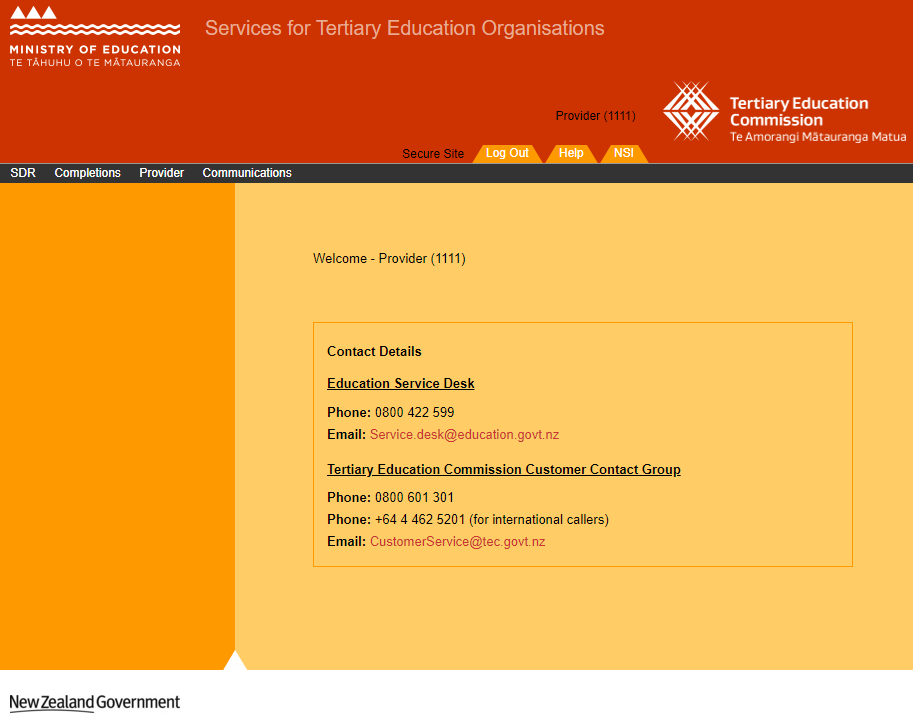 Services for Tertiary Education Organisations
MINISTRY OF EDUCATION
TE TĀHUHU O TE MĀTAURANGA
Provider (1111)
Tertiary Education
Commission
Te Amorangi Mātauranga Matua
Secure Site Log Out Help NSI
SDR Completions Provider Communications
Welcome - Provider (1111)
Contact Details
Education Service Desk
Phone: 0800 422 599
Email: Service.desk@education.govt.nz
Tertiary Education Commission Customer Contact Group
Phone: 0800 601 301
Phone: +64 4 462 5201 (for international callers)
Email: CustomerService@tec.govt.nz
New Zealand Government